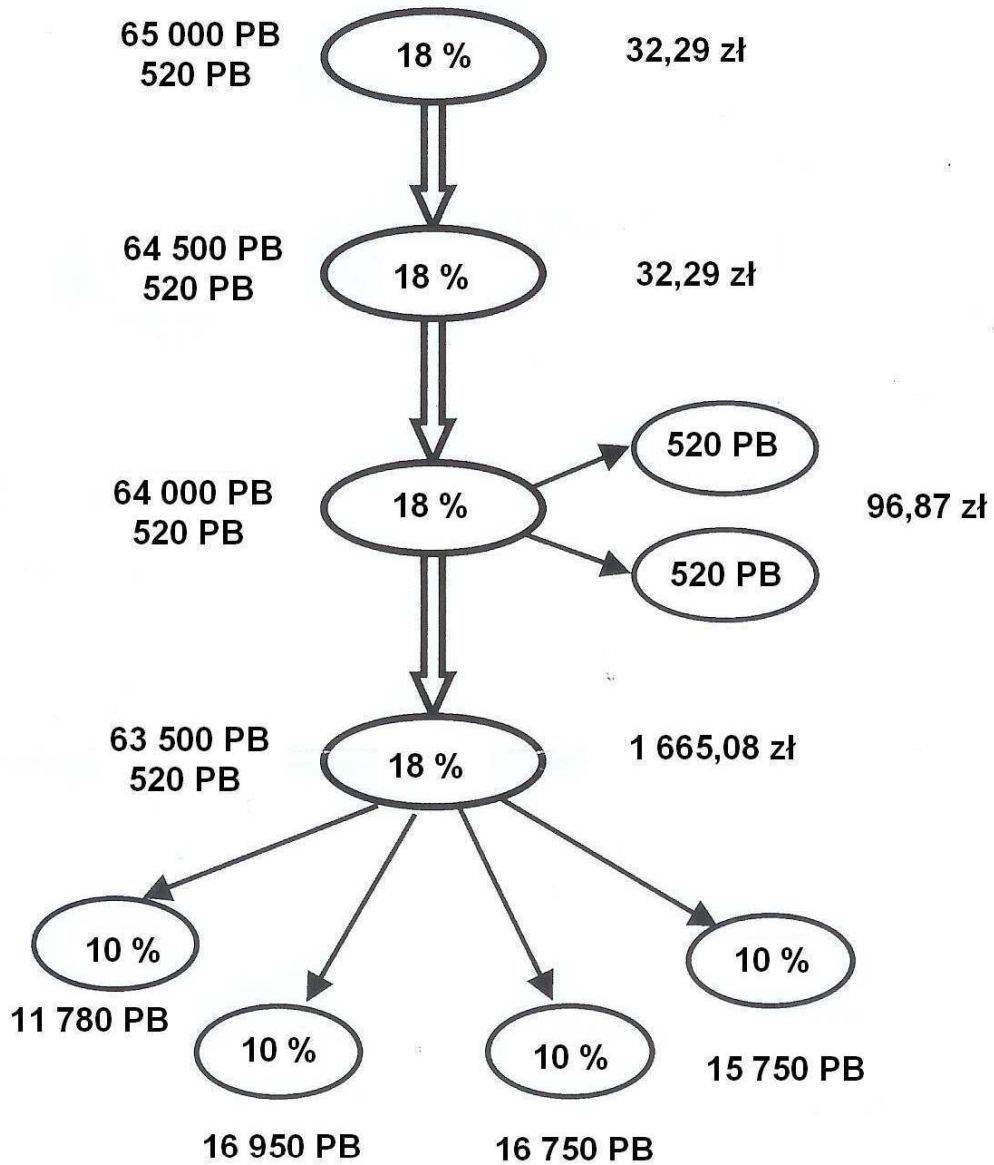 65 000 PB
520 PB
18 %
32,29 zł
64 500 PB
520 PB
18 %
32,29 zł
64 000 PB
520 PB
18 %
520 PB
520 PB
96,87 zł
63 500 PB
520 PB
18 %
1 665,08 zł
10 %
11 780 PB
10 %
16 950 PB
10 %
16 750 PB
10 %
15 750 PB